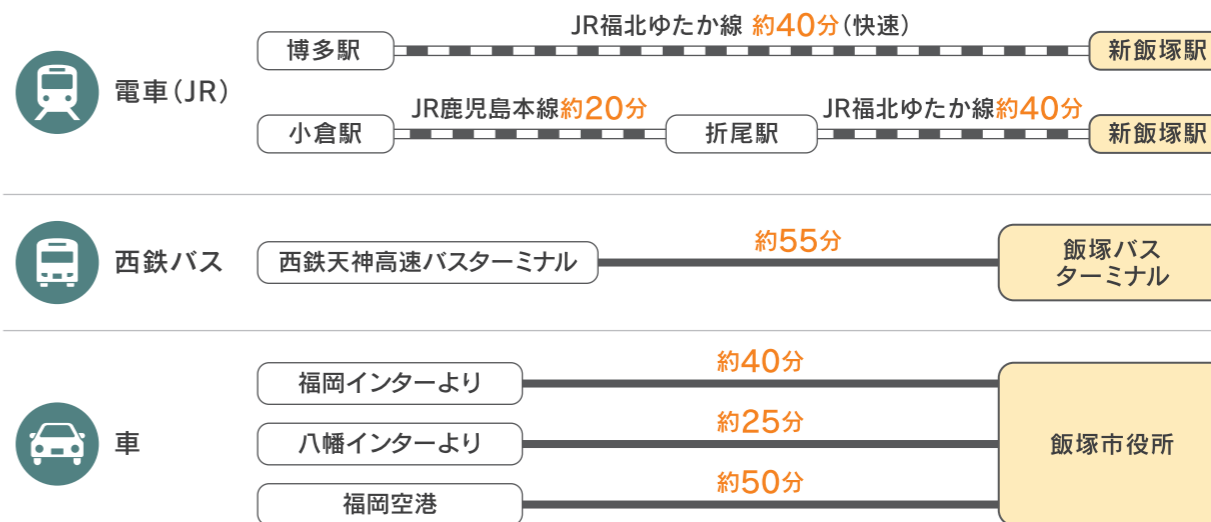 電車(JR)
JR福北ゆたか線 約40分(快速)
博多駅
新飯塚駅
JR鹿児島本線約20分
JR福北ゆたか線約40分
小倉駅
折尾駅
新飯塚駅
西鉄バス
西鉄天神高速バスターミナル
約55分
飯塚バス
ターミナル
車
福岡インターより
約40分
八幡インターより
約25分
福岡空港
約50分
飯塚市役所